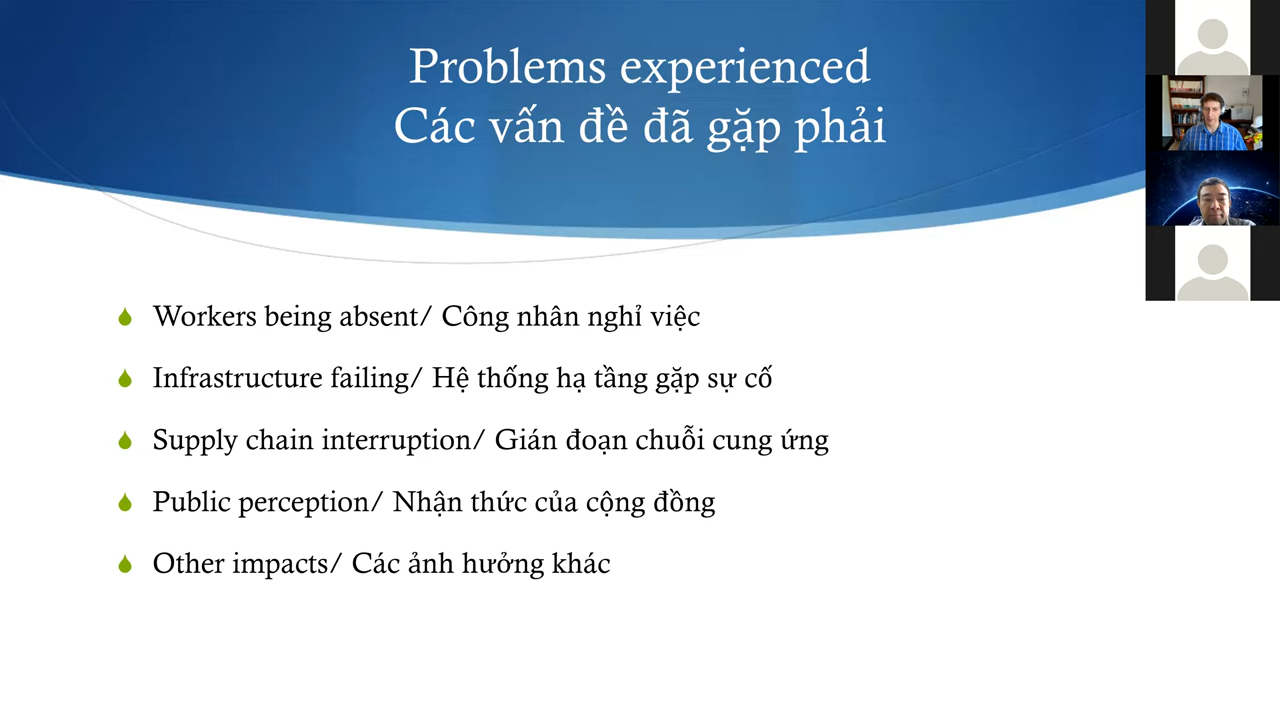 Problems experienced
Các vấn đề đã gặp phải
Workers being absent/ Công nhân nghỉ việc
Infrastructure failing/ Hệ thống hạ tầng gặp sự cố
Supply chain interruption/ Gián đoạn chuỗi cung ứng
Public perception/ Nhận thức của cộng đồng
Other impacts/ Các ảnh hưởng khác